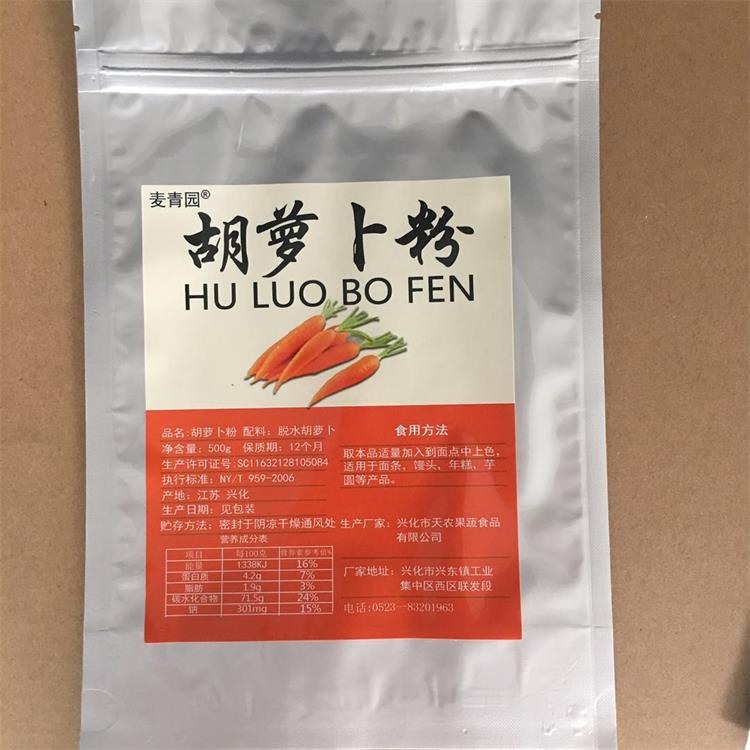 麦青园®
胡萝卜粉
HU LUO BO FEN
品名:胡萝卜粉 配料：脱水胡萝卜
净含量：500g 保质期：12个月
生产许可证号:SC11632128105084
执行标准：NY/T 959-2006
产地：江苏 兴化
生产日期：见包装
贮存方法：密封于阴凉干燥通风处
营养成分表
项目 每100克 营养素参考值%
能量 1338KJ 16%
蛋白质 4.2g 7%
脂肪 1.9g 3%
碳水化合物 71.5g 24%
钠 301mg 15%
食用方法
取本品适量加入到面点中上色，
适用于面条、馒头、年糕、芋
圆等产品。
生产厂家：兴化市天农果蔬食品
有限公司
厂家地址：兴化市兴东镇工业
集中区西区联发段
电话:0523—83201963